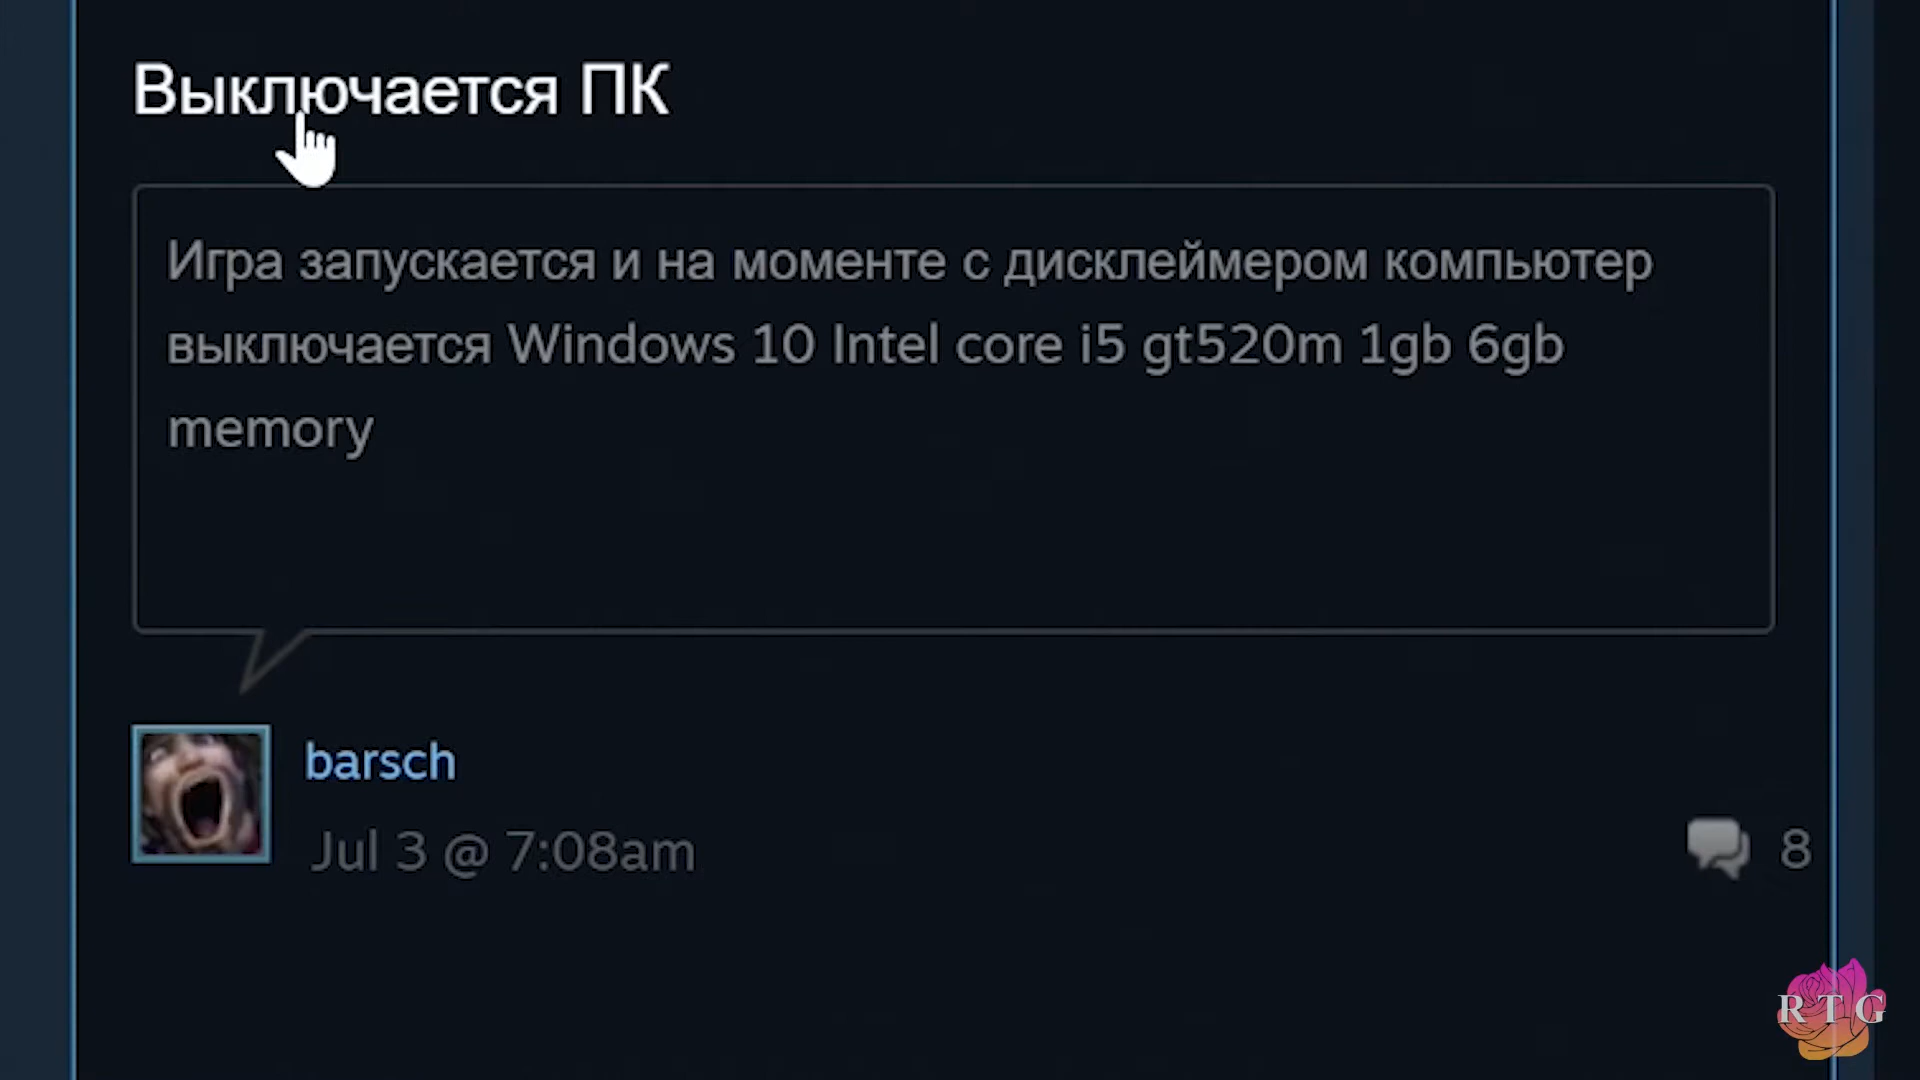 Выключается ПК
Игра запускается и на моменте с дисклеймером компьютер
выключается Windows 10 Intel core i5 gt520m 1gb 6gb
memory
barsch
Jul 3 @ 7:08am
8
RTG